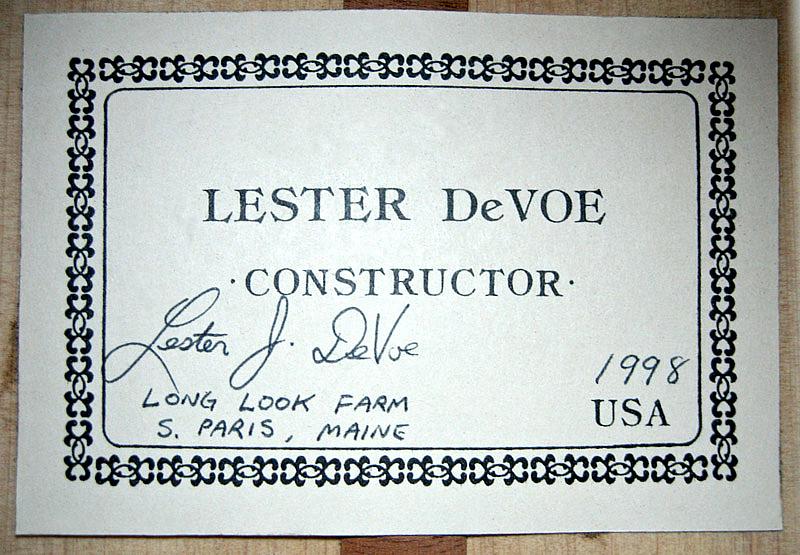 LESTER DeVOE
·CONSTRUCTOR·
Lester J. DeVoe
LONG LOOK FARM
S. PARIS, MAINE
1998
USA